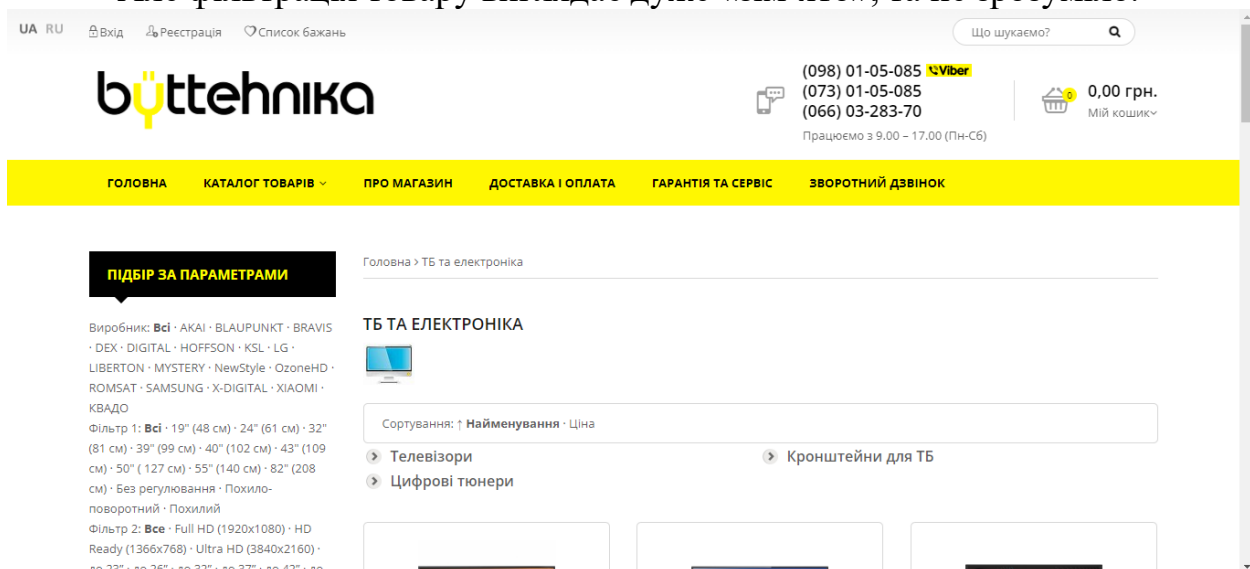 UA RU Вхід Реєстрація Список бажань Що шукаємо?
büttehnika
(098) 01-05-085 Viber
(073) 01-05-085
(066) 03-283-70
Працюємо з 9.00 – 17.00 (Пн-Сб)
0 0,00 грн.
Мій кошик
ГОЛОВНА КАТАЛОГ ТОВАРІВ ПРО МАГАЗИН ДОСТАВКА І ОПЛАТА ГАРАНТІЯ ТА СЕРВІС ЗВОРОТНИЙ ДЗВІНОК
ПІДБІР ЗА ПАРАМЕТРАМИ
Виробник: Всі · AKAI · BLAUPUNKT · BRAVIS
· DEX · DIGITAL · HOFFSON · KSL · LG ·
LIBERTON · MYSTERY · NewStyle · OzoneHD ·
ROMSAT · SAMSUNG · X-DIGITAL · XIAOMI ·
КВАДО
Фільтр 1: Всі · 19" (48 см) · 24" (61 см) · 32"
(81 см) · 39" (99 см) · 40" (102 см) · 43" (109
см) · 50" ( 127 см) · 55" (140 см) · 82" (208
см) · Без регулювання · Похило-
поворотний · Похилий
Фільтр 2: Все · Full HD (1920x1080) · HD
Ready (1366x768) · Ultra HD (3840x2160) ·
Головна › ТБ та електроніка
ТБ ТА ЕЛЕКТРОНІКА
Сортування: ↑ Найменування · Ціна
Телевізори
Кронштейни для ТБ
Цифрові тюнери